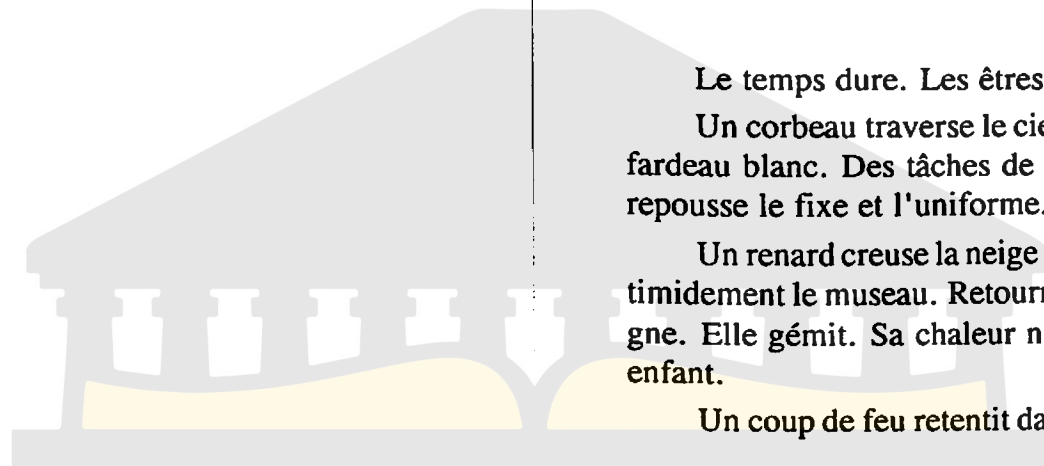 Le temps dure. Les êtres
Un corbeau traverse le cie
fardeau blanc. Des tâches de
repousse le fixe et l'uniforme.
Un renard creuse la neige
timidement le museau. Retourn
gne. Elle gémit. Sa chaleur n
enfant.
Un coup de feu retentit da